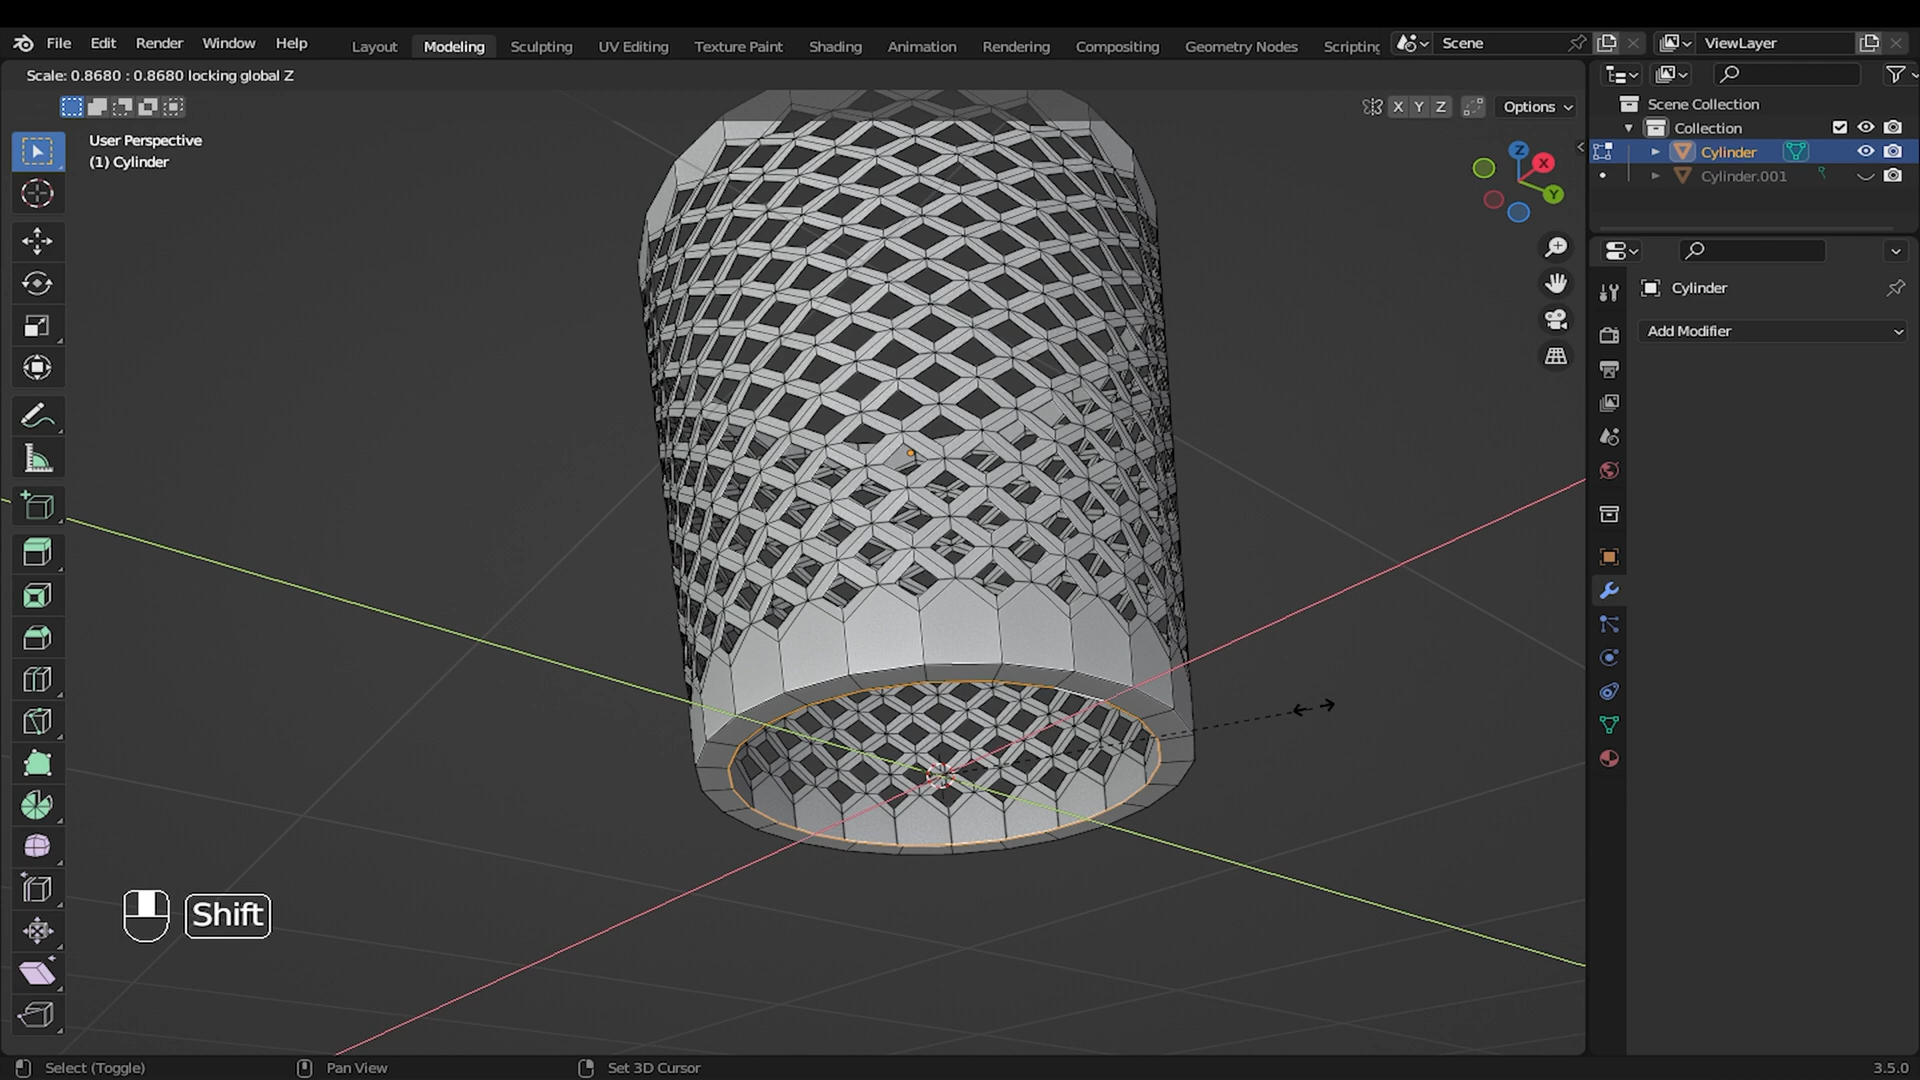 File Edit Render Window Help Layout Modeling Sculpting UV Editing Texture Paint Shading Animation Rendering Compositing Geometry Nodes Scripting Scene ViewLayer
Scale: 0.8680 : 0.8680 locking global Z
X Y Z Options
User Perspective
(1) Cylinder
Z
X
Y
Scene Collection
Collection
Cylinder
Cylinder.001
Cylinder
Add Modifier
Shift
Select (Toggle) Pan View Set 3D Cursor 3.5.0